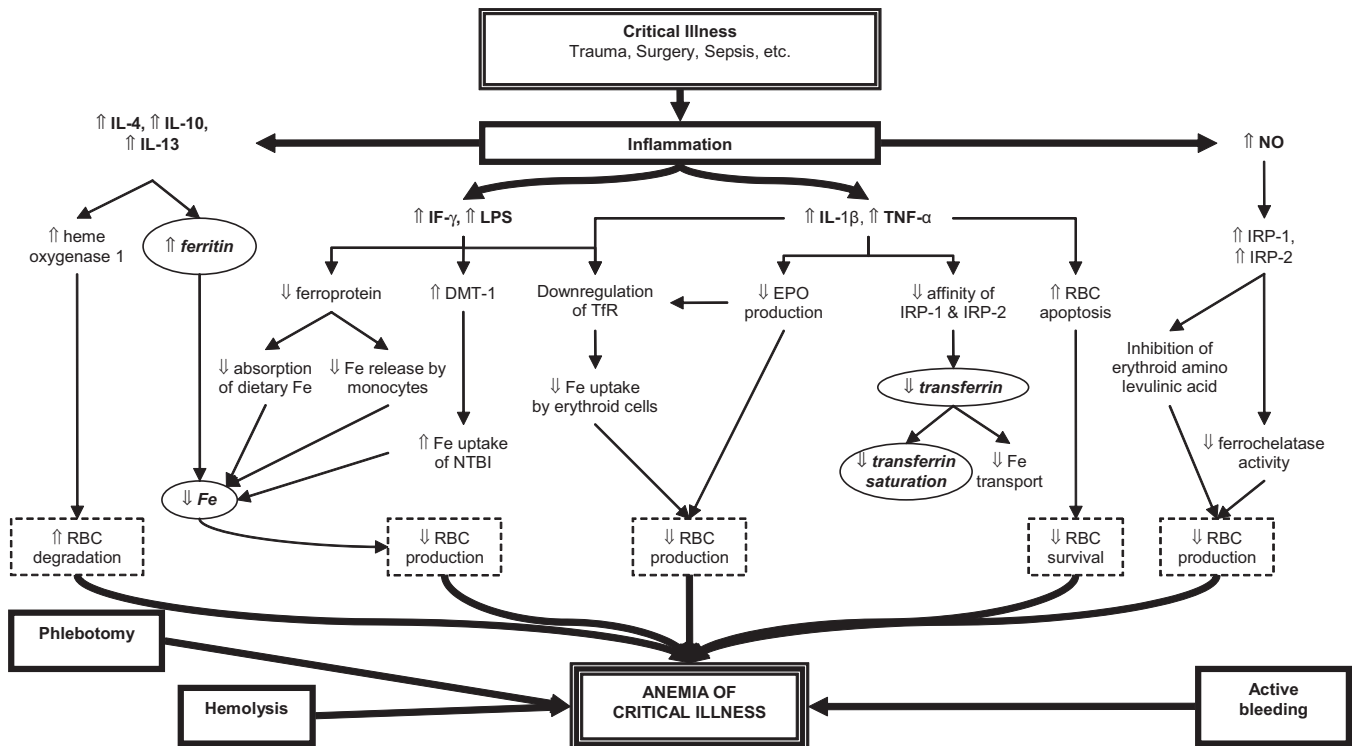 Critical Illness
Trauma, Surgery, Sepsis, etc.
⇑ IL-4, ⇑ IL-10,
⇑ IL-13
Inflammation
⇑ NO
⇑ IF-γ, ⇑ LPS
⇑ IL-1β, ⇑ TNF-α
⇑ heme
oxygenase 1
⇑ ferritin
⇑ IRP-1,
⇑ IRP-2
⇓ ferroprotein
⇑ DMT-1
Downregulation
of TfR
⇓ EPO
production
⇓ affinity of
IRP-1 & IRP-2
⇑ RBC
apoptosis
⇓ absorption
of dietary Fe
⇓ Fe release by
monocytes
⇓ Fe uptake
by erythroid cells
⇓ transferrin
Inhibition of
erythroid amino
levulinic acid
⇑ Fe uptake
of NTBI
⇓ transferrin
saturation
⇓ Fe
transport
⇓ ferrochelatase
activity
⇓ Fe
⇑ RBC
degradation
⇓ RBC
production
⇓ RBC
production
⇓ RBC
survival
⇓ RBC
production
Phlebotomy
Hemolysis
ANEMIA OF
CRITICAL ILLNESS
Active
bleeding